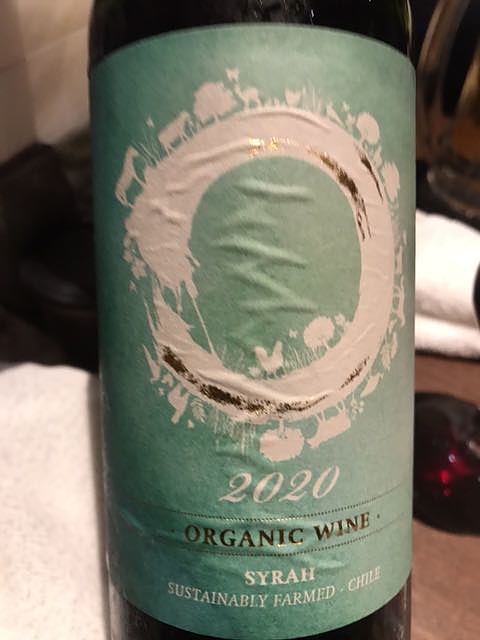 2020
· ORGANIC WINE ·
SYRAH
SUSTAINABLY FARMED · CHILE